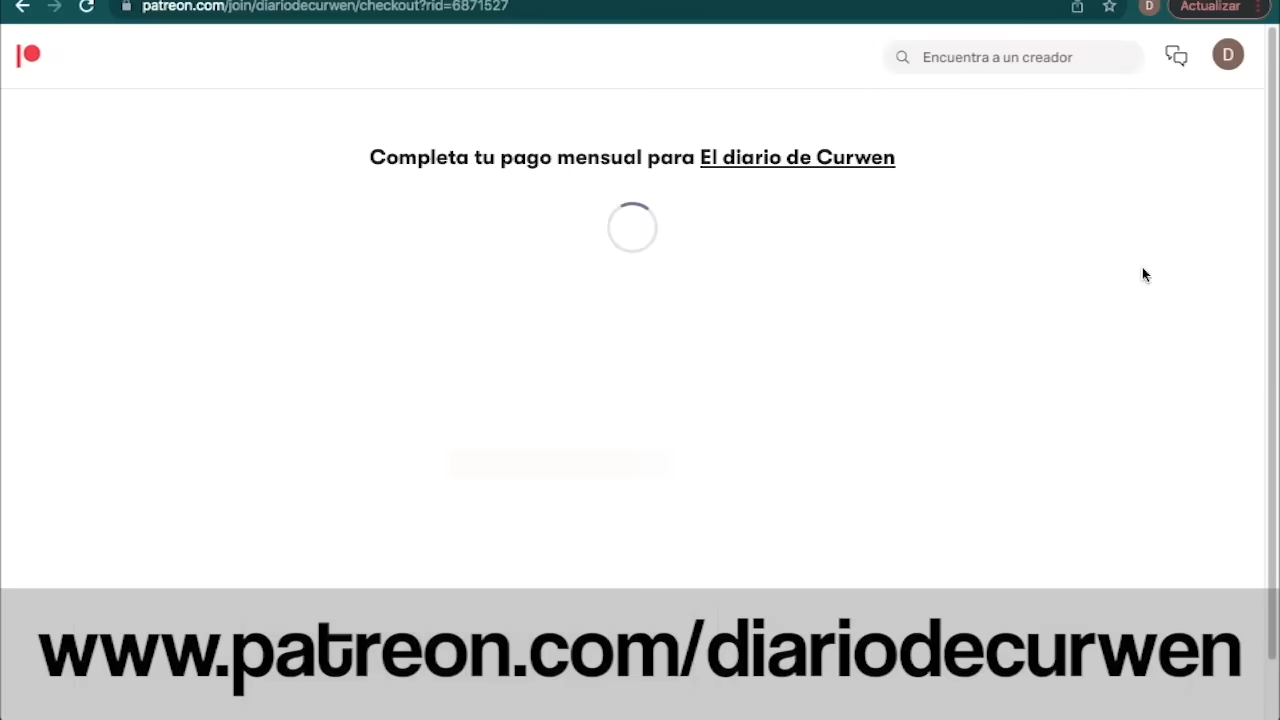 patreon.com/join/diariodecurwen/checkout?rid=6871527
D
Actualizar
Encuentra a un creador
D
Completa tu pago mensual para El diario de Curwen
www.patreon.com/diariodecurwen